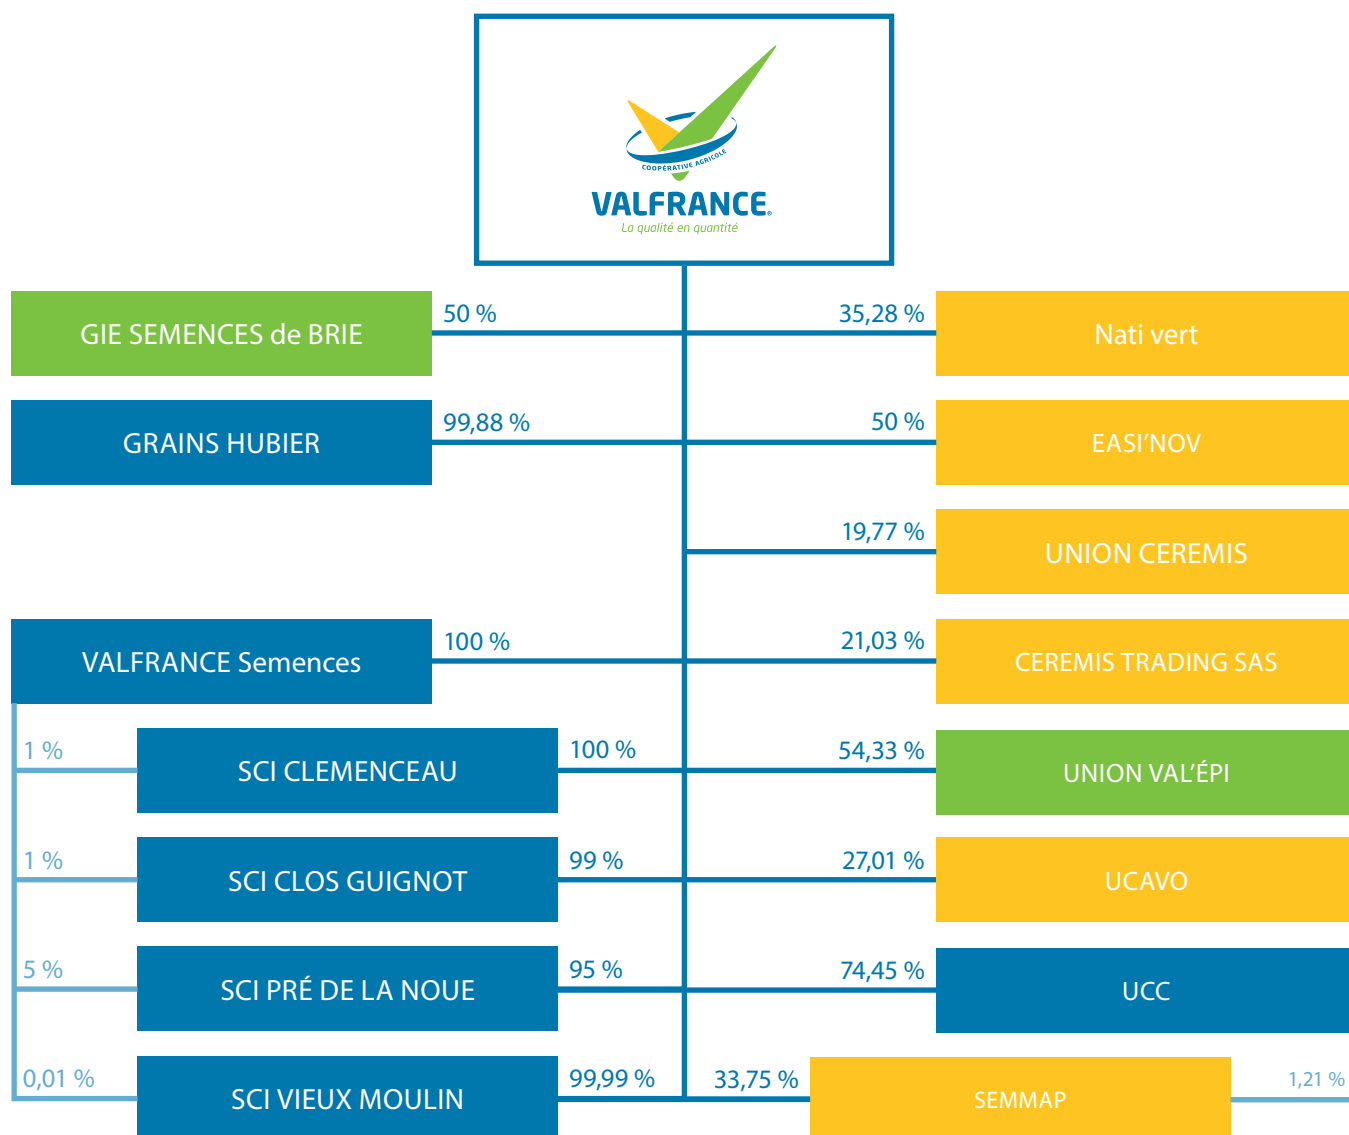 COOPÉRATIVE AGRICOLE
VALFRANCE®
La qualité en quantité
GIE SEMENCES de BRIE
50 %
35,28 %
Nati vert
GRAINS HUBIER
99,88 %
50 %
EASI’NOV
19,77 %
UNION CEREMIS
VALFRANCE Semences
100 %
21,03 %
CEREMIS TRADING SAS
1 %
SCI CLEMENCEAU
100 %
54,33 %
UNION VAL’ÉPI
1 %
SCI CLOS GUIGNOT
99 %
27,01 %
UCAVO
5 %
SCI PRÉ DE LA NOUE
95 %
74,45 %
UCC
0,01 %
SCI VIEUX MOULIN
99,99 %
33,75 %
SEMMAP
1,21 %